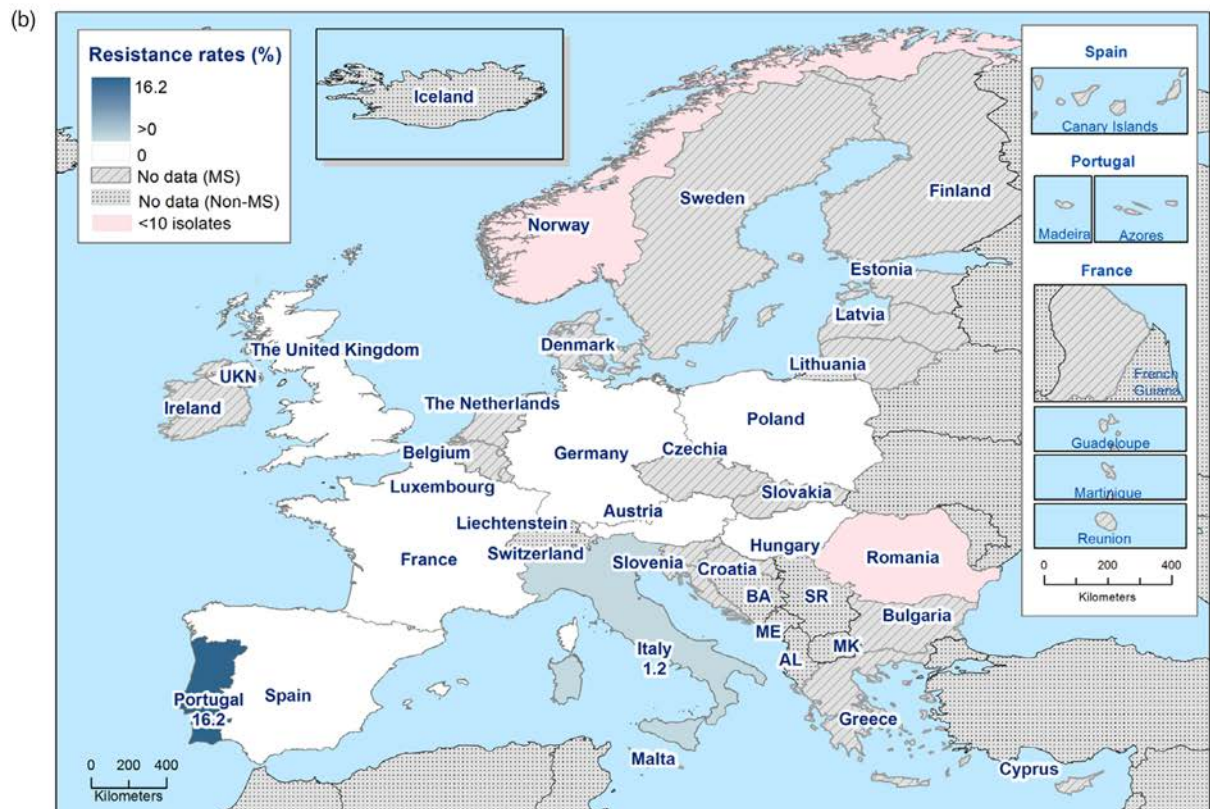 (b)
Resistance rates (%)
16.2
>0
0
No data (MS)
No data (Non-MS)
<10 isolates
Iceland
Norway
Sweden
Finland
Estonia
Latvia
Lithuania
Denmark
The United Kingdom
UKN
Ireland
The Netherlands
Belgium
Luxembourg
Germany
Poland
Czechia
Slovakia
Liechtenstein
Austria
Switzerland
France
Hungary
Romania
Slovenia
Croatia
BA
SR
Bulgaria
ME
MK
AL
Italy
1.2
Portugal
16.2
Spain
Greece
Malta
Cyprus
0 200 400
Kilometers
Spain
Canary Islands
Portugal
Madeira
Azores
France
French
Guiana
Guadeloupe
Martinique
Reunion
0 200 400
Kilometers